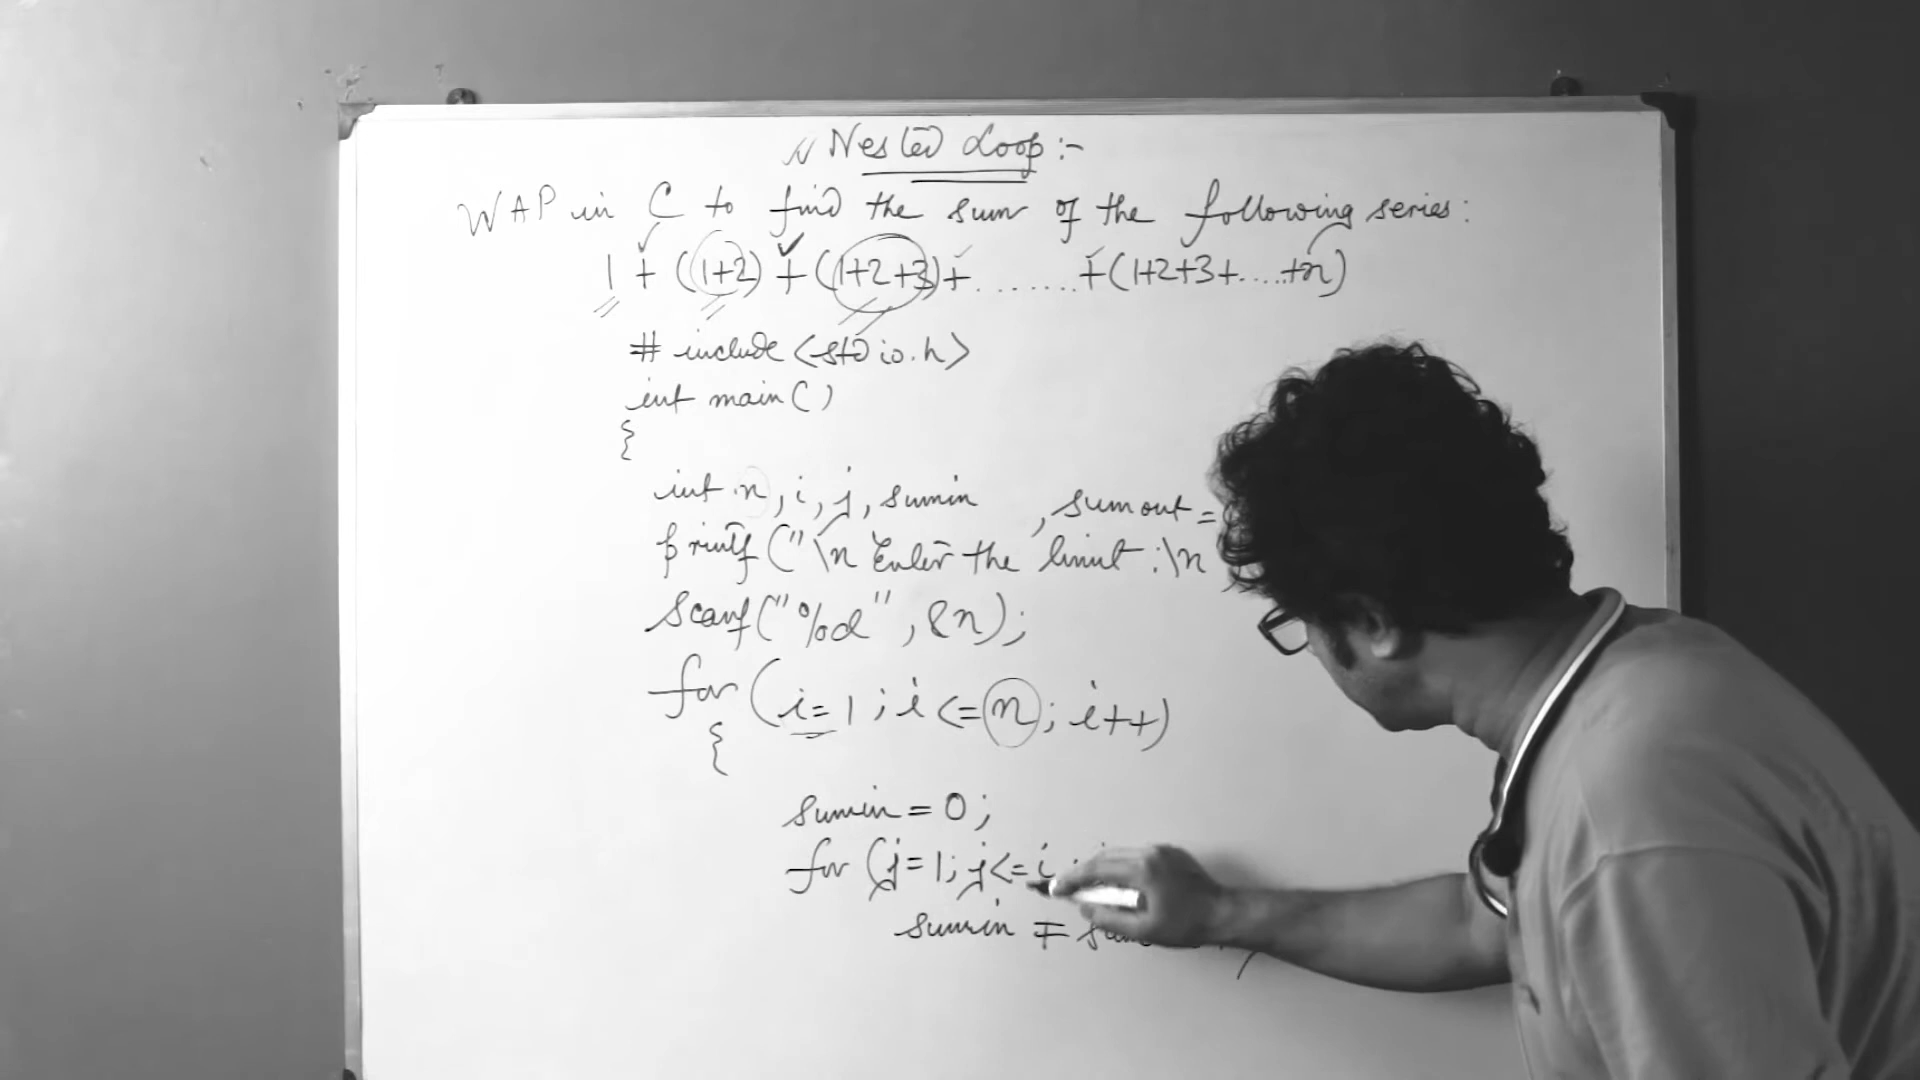 Nested Loop :-
WAP in C to find the sum of the following series :
1 + (1+2) + (1+2+3) + ........ + (1+2+3+....+n)
# include <stdio.h>
int main()
{
int n, i, j, sumin , sumout =
printf ("\n Enter the limit :\n
scanf("%d", &n);
for (i=1 ; i <= n ; i++)
{
sumin = 0 ;
for (j=1; j<=i
sumin =